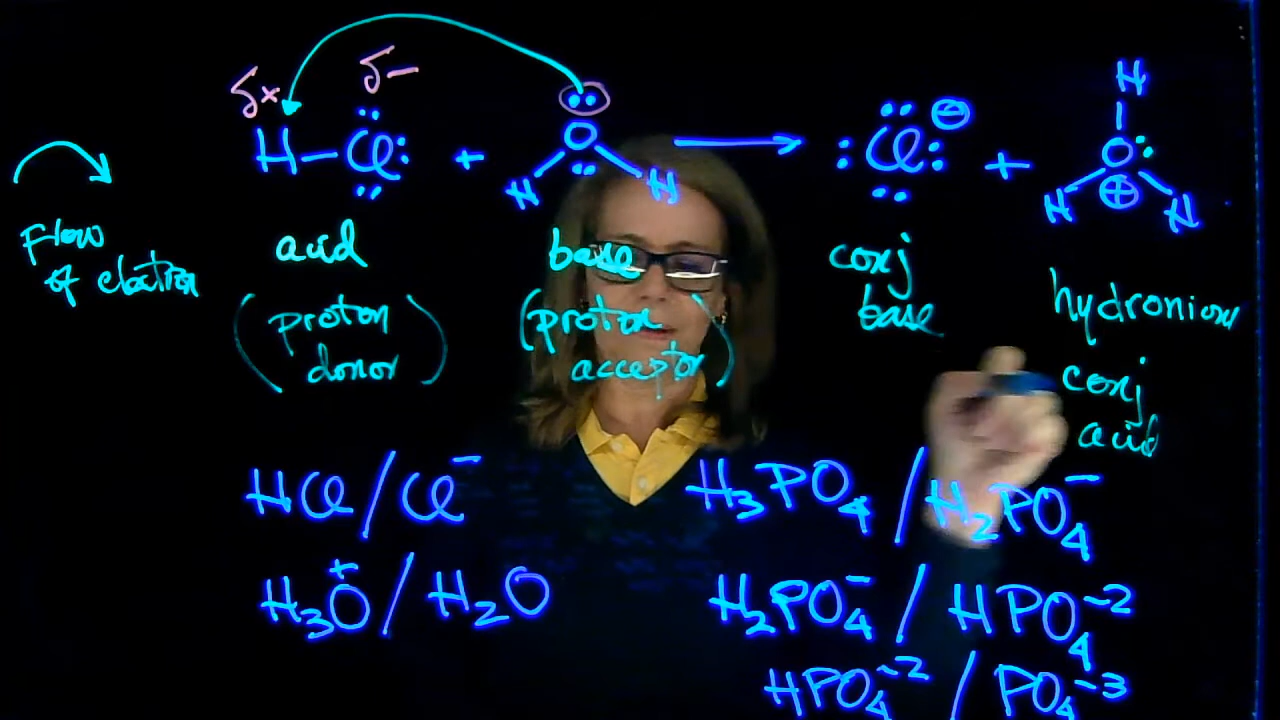 δ+ δ−
H—Cl: + H O H → :Cl: ⊖ + H O: ⊕ H H
Flow
of electron
acid
(proton
donor)
base
(proton
acceptor)
conj
base
hydronium
conj
acid
HCl / Cl⁻
H₃O⁺ / H₂O
H₃PO₄ / H₂PO₄⁻
H₂PO₄⁻ / HPO₄⁻²
HPO₄⁻² / PO₄⁻³